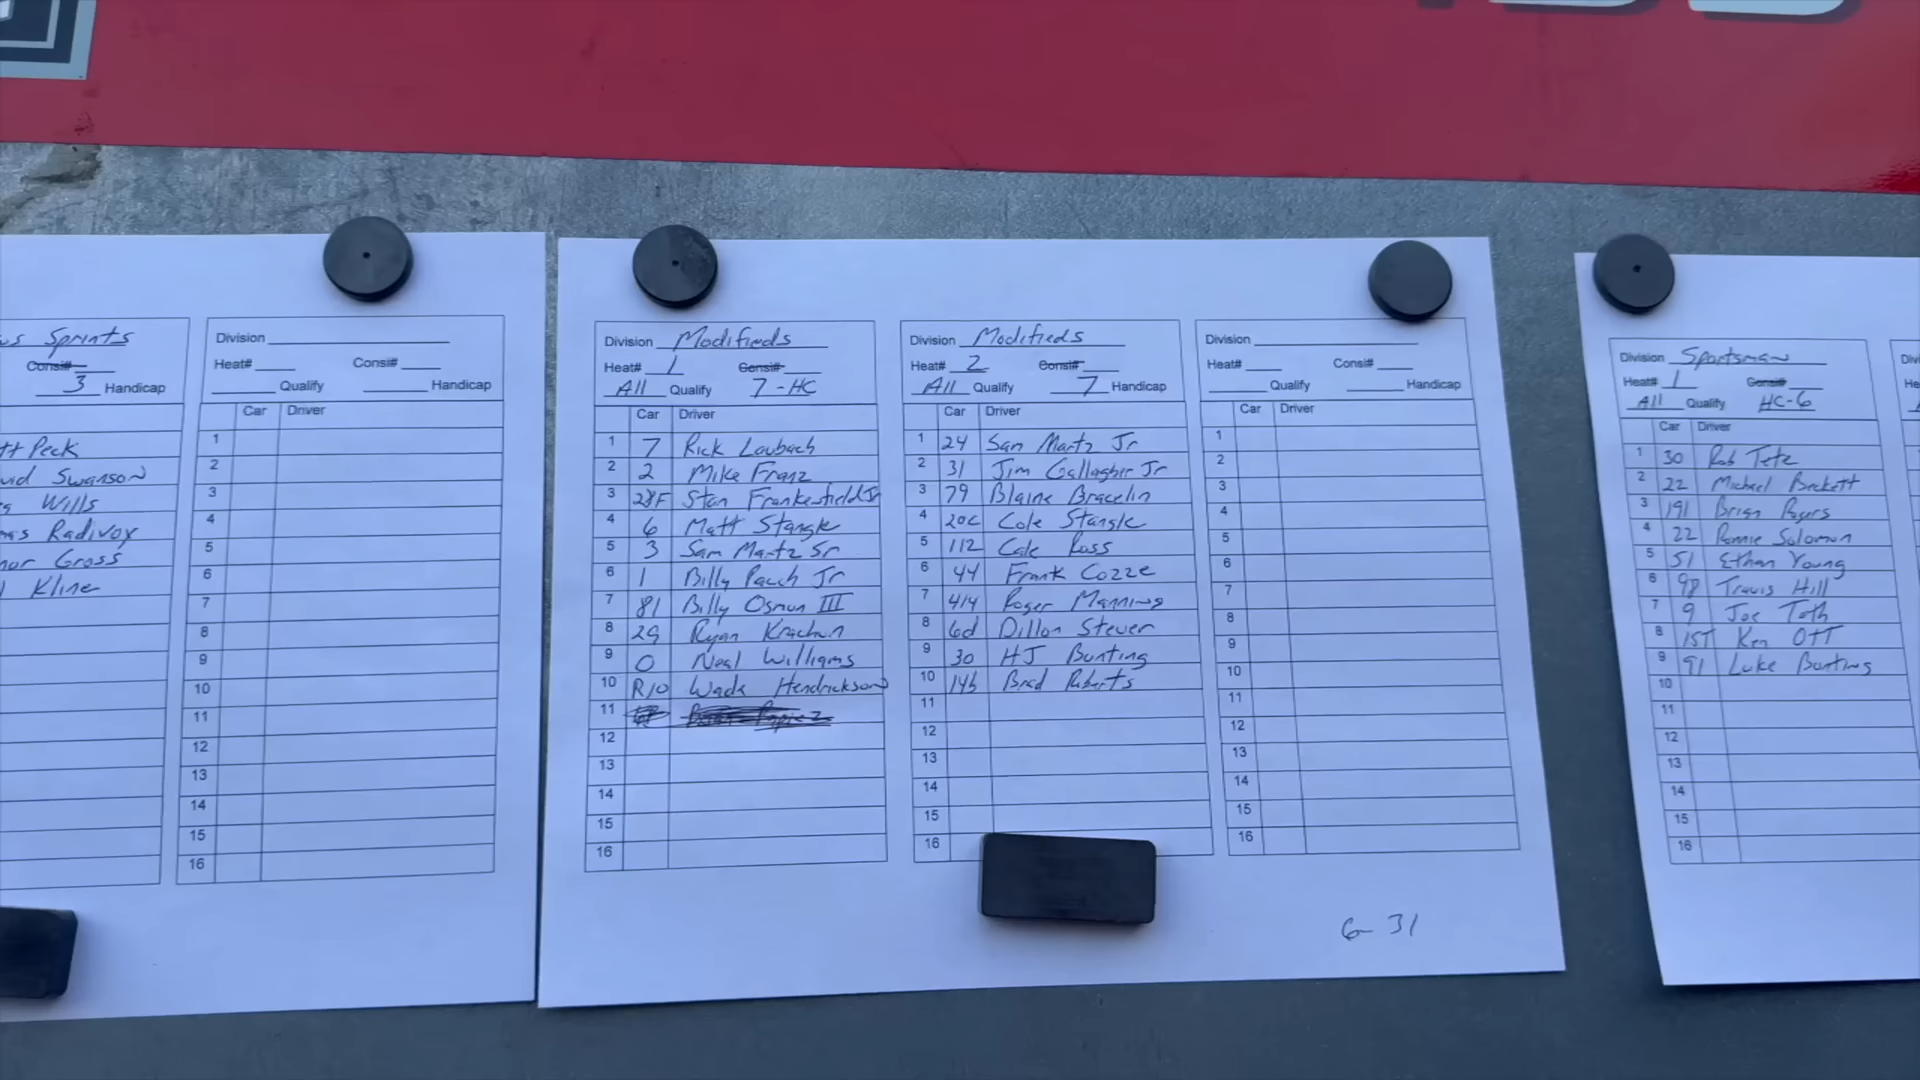 us Sprints
Consi#
3 Handicap
tt Peck
vid Swanson
s Wills
mas Radivoy
nor Gross
l Kline
Division
Heat# Consi#
Qualify Handicap
Car Driver
1
2
3
4
5
6
7
8
9
10
11
12
13
14
15
16
Division Modifieds
Heat# 1 Consi#
All Qualify 7-HC
Car Driver
1 7 Rick Laubach
2 2 Mike Franz
3 28F Stan Frankenfield Jr
4 6 Matt Stangle
5 3 Sam Martz Sr
6 1 Billy Pauch Jr
7 81 Billy Osmun III
8 29 Ryan Krachun
9 0 Neal Williams
10 R10 Wade Hendrickson
11
12
13
14
15
16
Division Modifieds
Heat# 2 Consi#
All Qualify 7 Handicap
Car Driver
1 24 Sam Martz Jr
2 31 Jim Gallagher Jr
3 79 Blaine Bracelin
4 20c Cole Stangle
5 112 Cale Ross
6 44 Frank Cozze
7 414 Roger Manning
8 6d Dillon Steuer
9 30 HJ Bunting
10 14b Brad Roberts
11
12
13
14
15
16
Division
Heat# Consi#
Qualify Handicap
Car Driver
1
2
3
4
5
6
7
8
9
10
11
12
13
14
15
16
6-31
Division Sportsman
Heat# 1 Consi#
All Qualify HC-6
Car Driver
1 30 Rob Tetz
2 22 Michael Beckett
3 191 Brian Rogers
4 22 Ronnie Solomon
5 51 Ethan Young
6 98 Travis Hill
7 9 Joe Toth
8 1ST Ken Ott
9 91 Luke Bunting
10
11
12
13
14
15
16